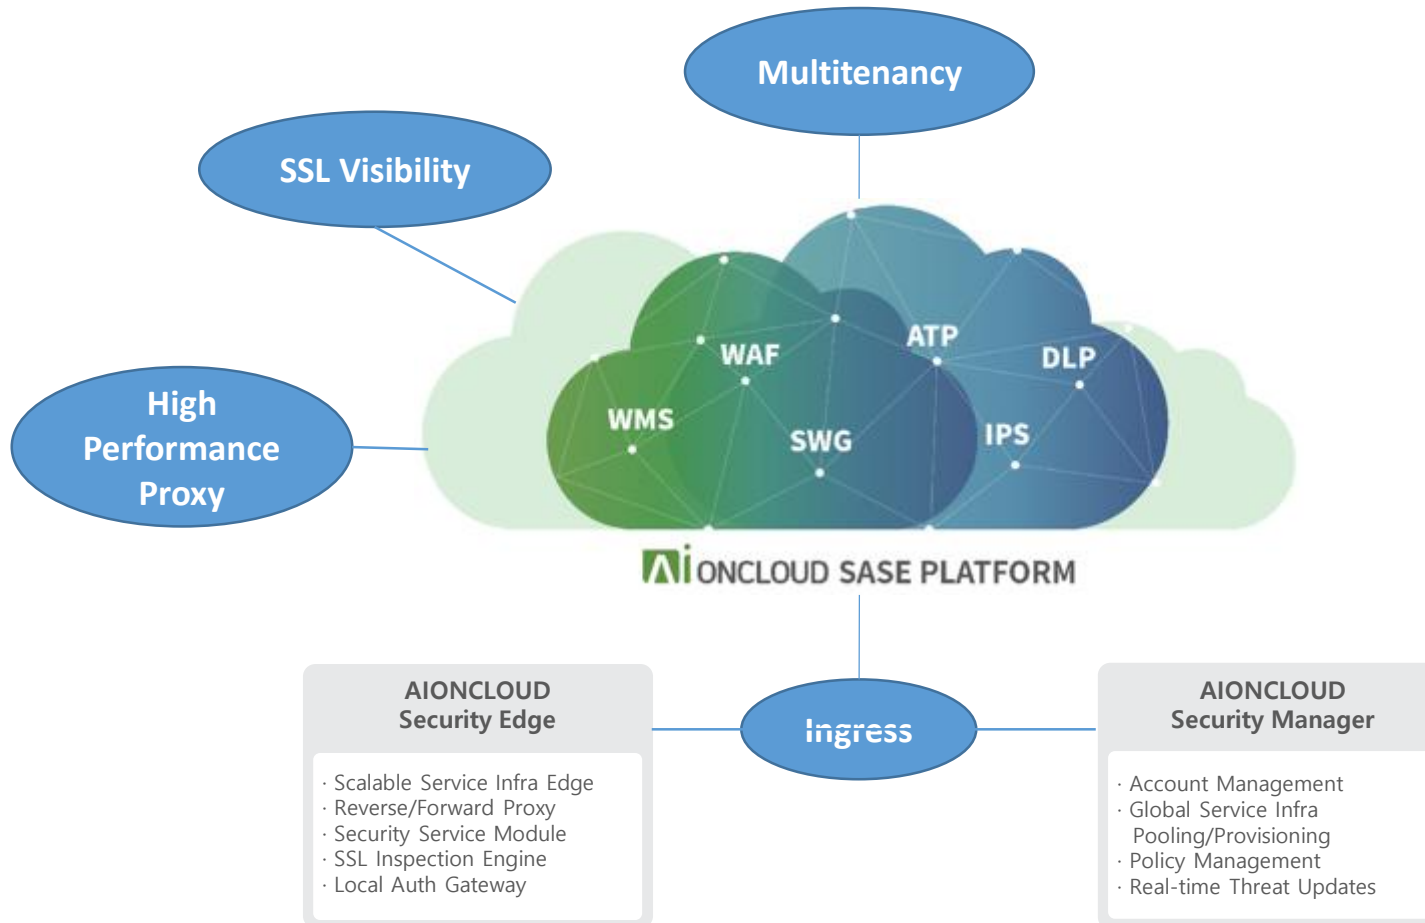 Multitenancy
SSL Visibility
High
Performance
Proxy
ATP
WAF
DLP
WMS
SWG
IPS
AiONCLOUD SASE PLATFORM
AIONCLOUD
Security Edge
· Scalable Service Infra Edge
· Reverse/Forward Proxy
· Security Service Module
· SSL Inspection Engine
· Local Auth Gateway
Ingress
AIONCLOUD
Security Manager
· Account Management
· Global Service Infra
Pooling/Provisioning
· Policy Management
· Real-time Threat Updates